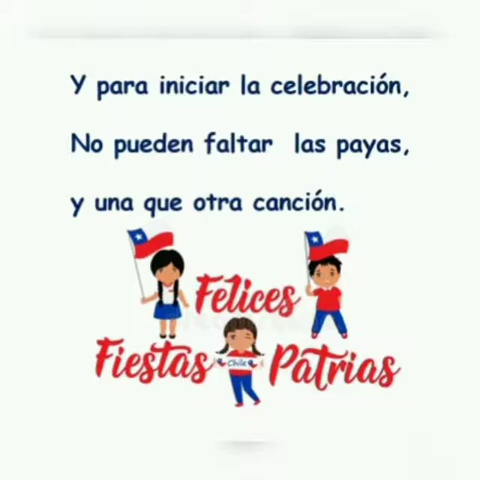 Y para iniciar la celebración,
No pueden faltar las payas,
y una que otra canción.
Felices
Fiestas Patrias
Chile